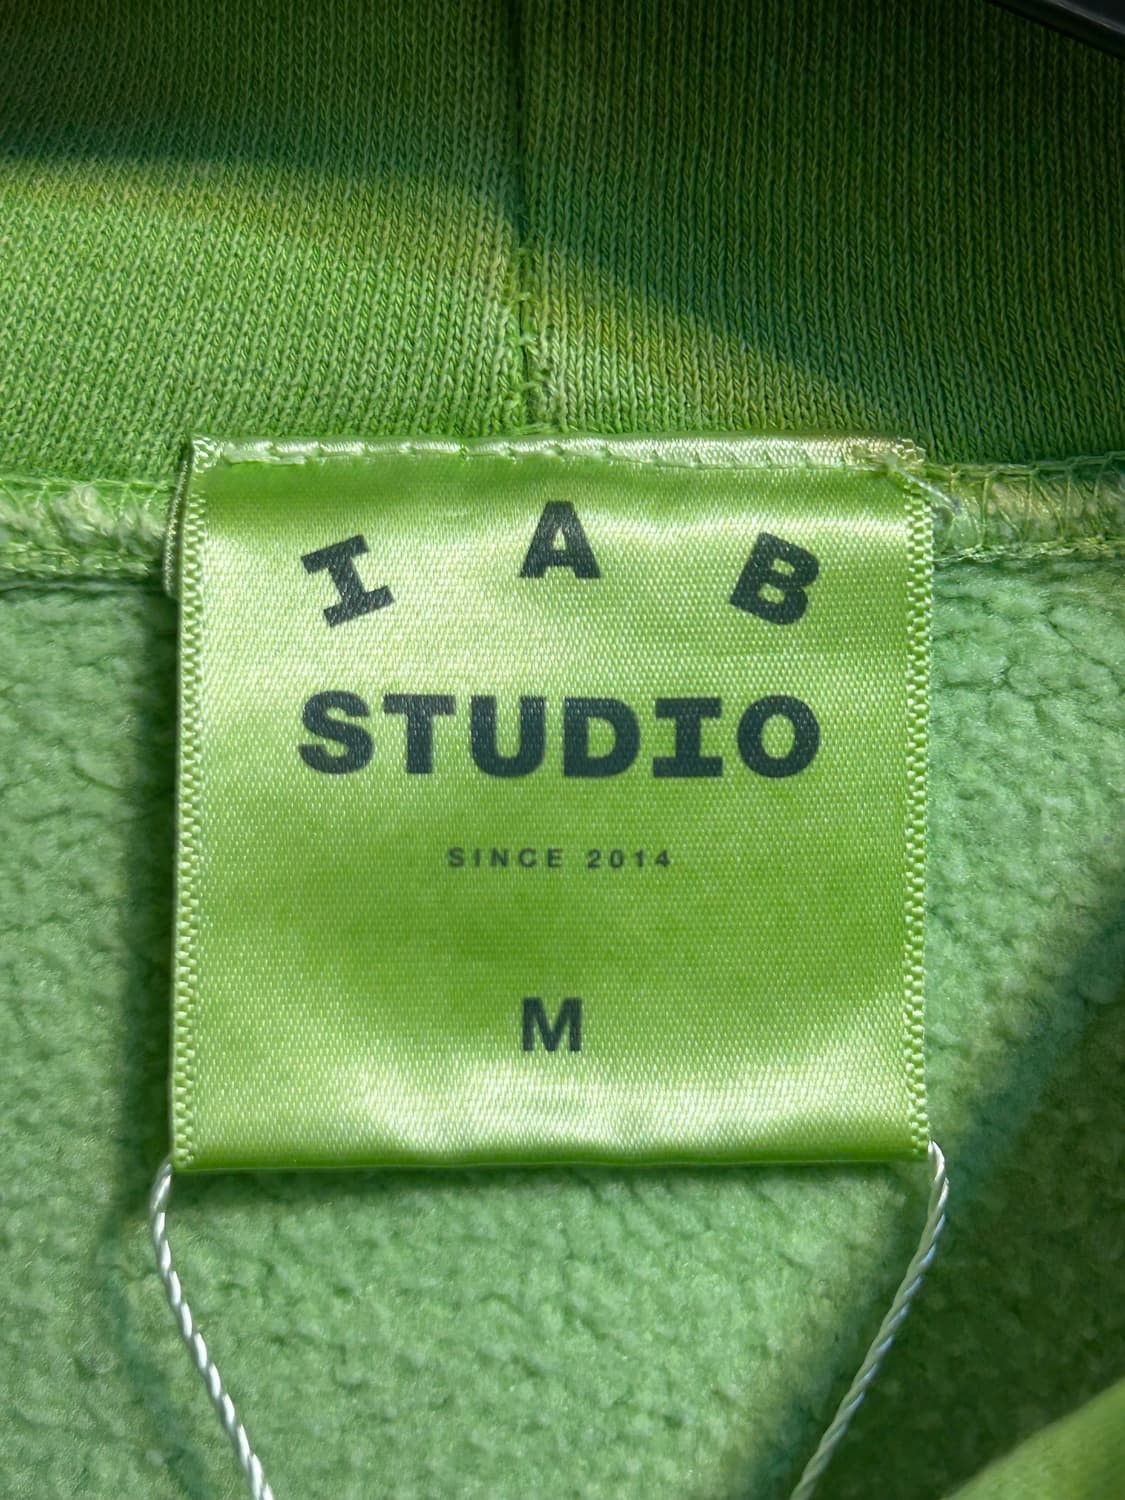 I A B
STUDIO
SINCE 2014
M